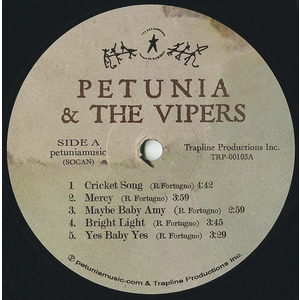 PETUNIA
& THE VIPERS
SIDE A
petuniamusic
(SOCAN)
Trapline Productions Inc.
TRP-00103A
1 Cricket Song (R.Fortugno) 4:42
2. Mercy (R.Fortugno) 3:59
3. Maybe Baby Amy (R.Fortugno) 2:59
4. Bright Light (R.Fortugno) 3:45
5. Yes Baby Yes (R.Fortugno) 3:29
℗ petuniamusic.com & Trapline Productions Inc.